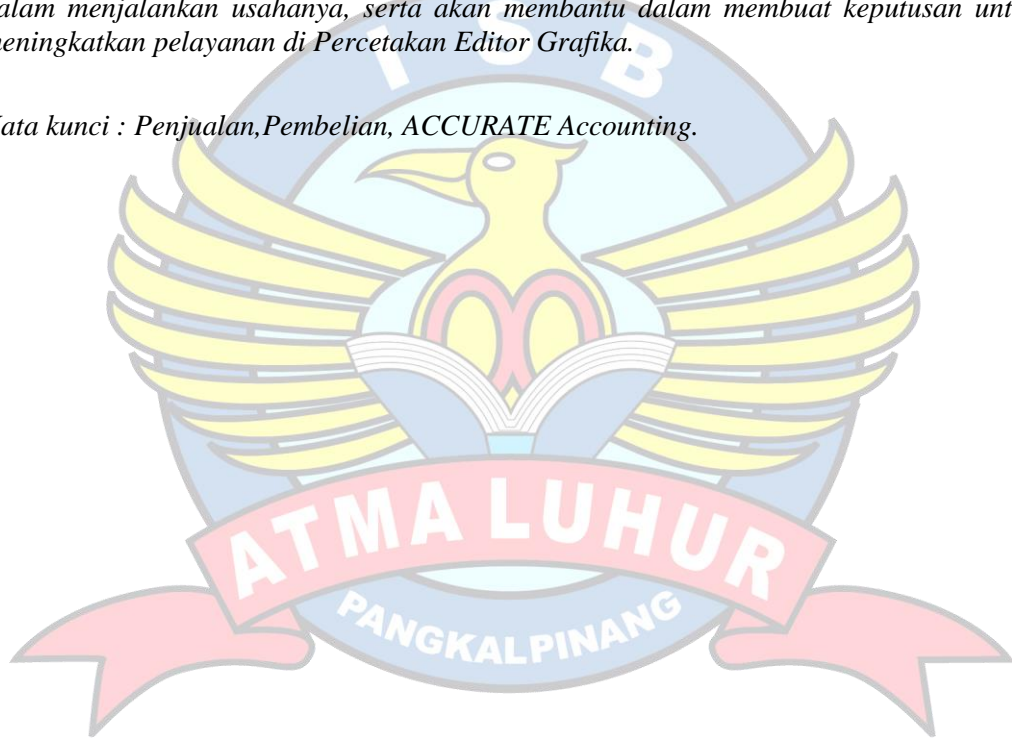 alam menjalankan usahanya, serta akan membantu dalam membuat keputusan unt
eningkatkan pelayanan di Percetakan Editor Grafika.
ata kunci : Penjualan,Pembelian, ACCURATE Accounting.
I S B
ATMA LUHUR
PANGKALPINANG